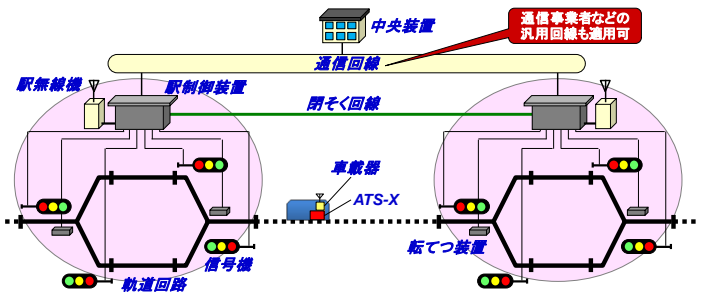 中央装置
通信事業者などの
汎用回線も適用可
通信回線
駅無線機
駅制御装置
閉そく回線
車載器
ATS-X
転てつ装置
信号機
軌道回路